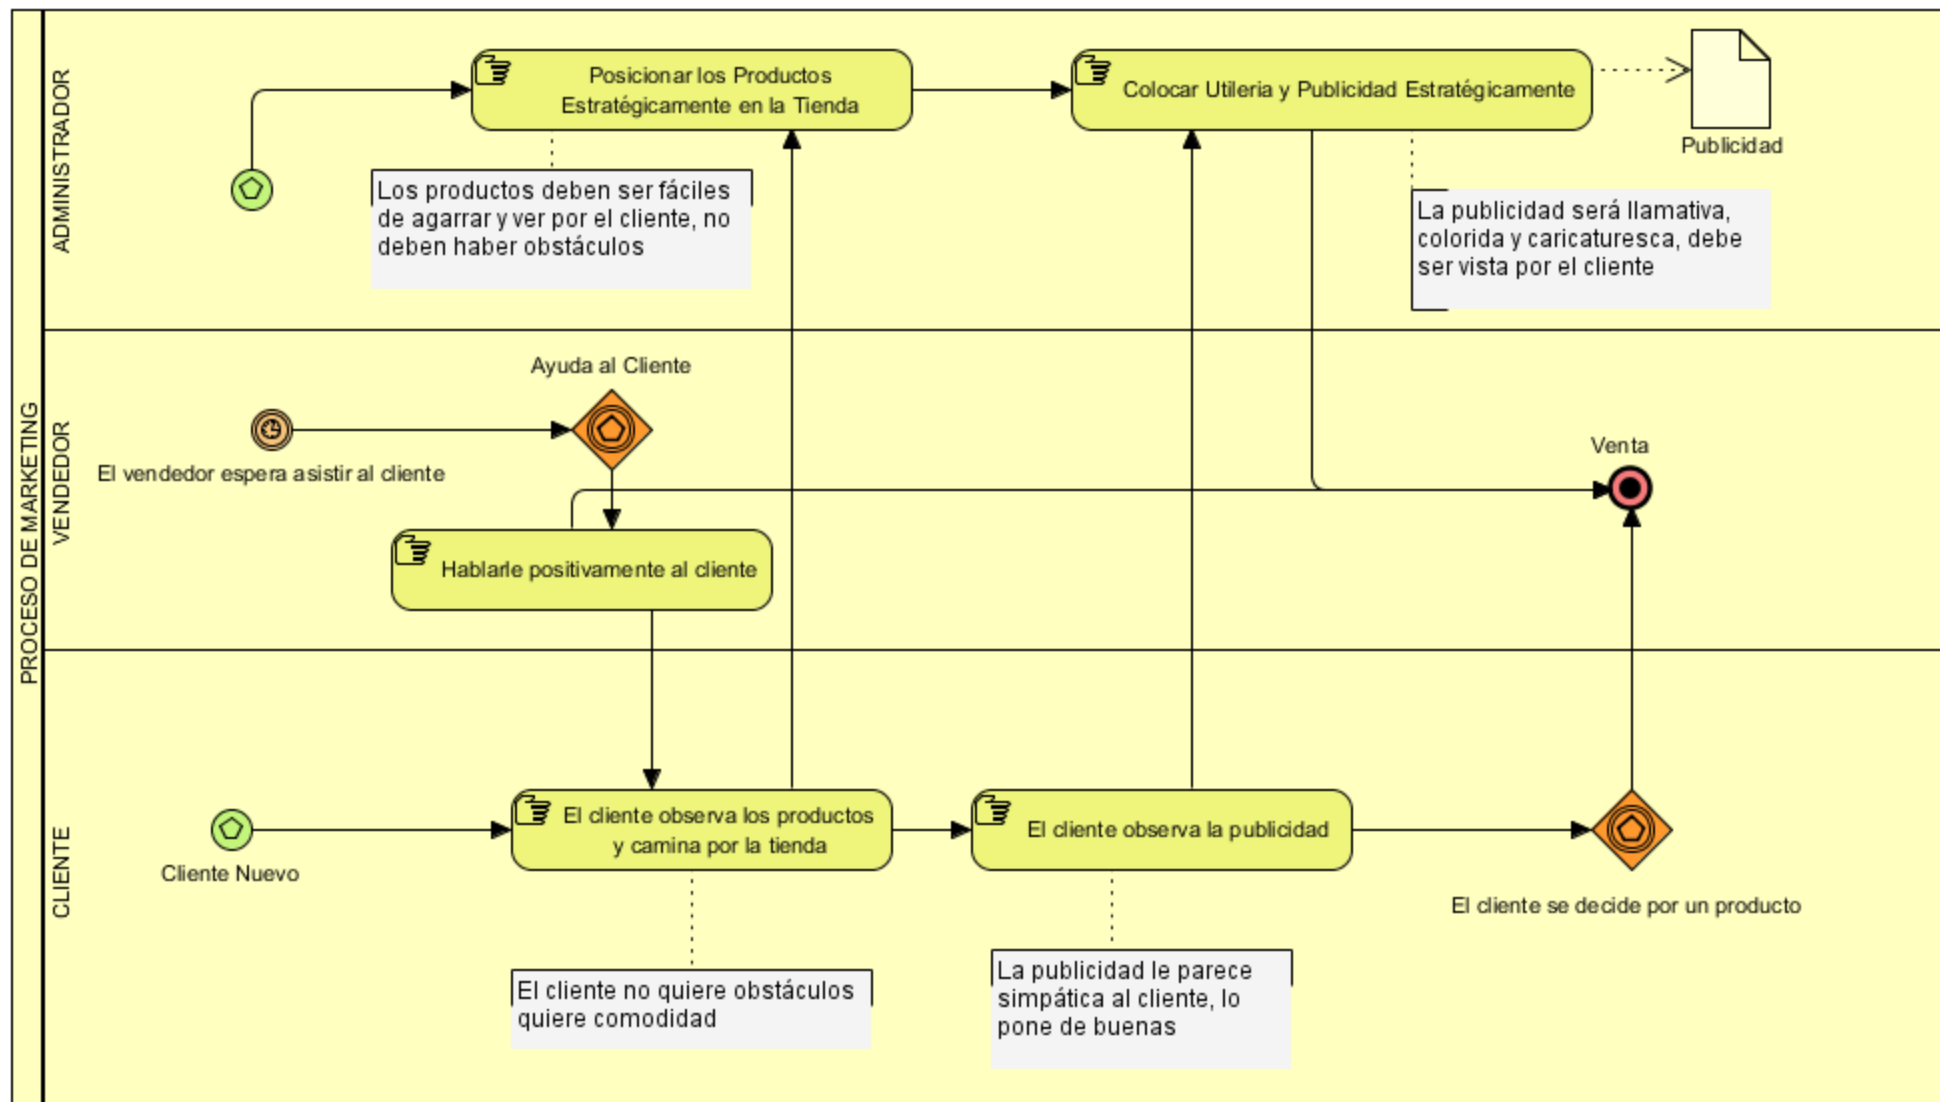 PROCESO DE MARKETING
ADMINISTRADOR
Posicionar los Productos
Estratégicamente en la Tienda
Colocar Utileria y Publicidad Estratégicamente
Publicidad
Los productos deben ser fáciles
de agarrar y ver por el cliente, no
deben haber obstáculos
La publicidad será llamativa,
colorida y caricaturesca, debe
ser vista por el cliente
VENDEDOR
Ayuda al Cliente
El vendedor espera asistir al cliente
Venta
Hablarle positivamente al cliente
CLIENTE
Cliente Nuevo
El cliente observa los productos
y camina por la tienda
El cliente observa la publicidad
El cliente se decide por un producto
El cliente no quiere obstáculos
quiere comodidad
La publicidad le parece
simpática al cliente, lo
pone de buenas